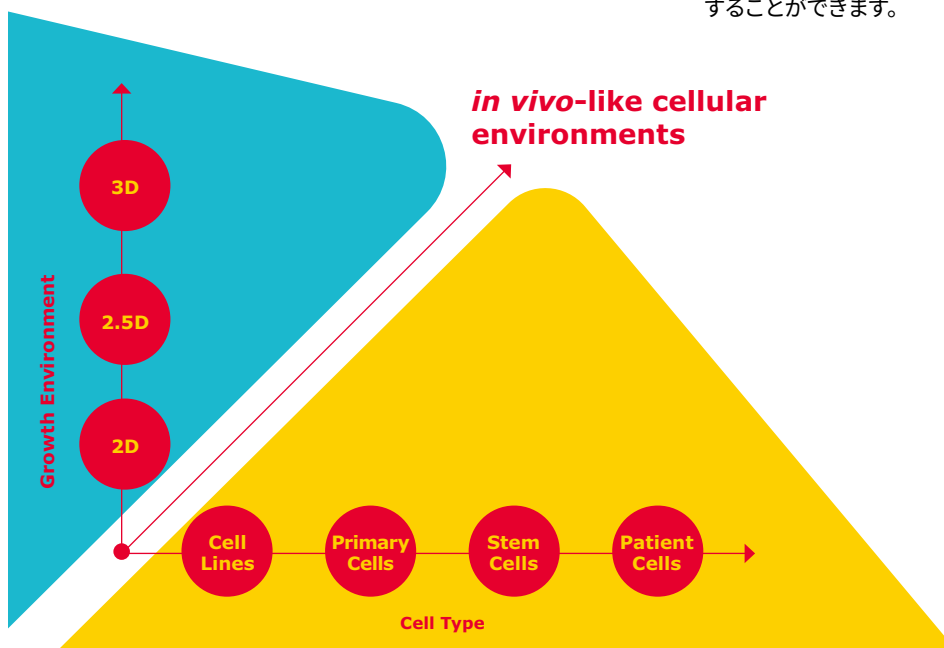 することができます。
in vivo-like cellular
environments
3D
2.5D
2D
Growth Environment
Cell
Lines
Primary
Cells
Stem
Cells
Patient
Cells
Cell Type